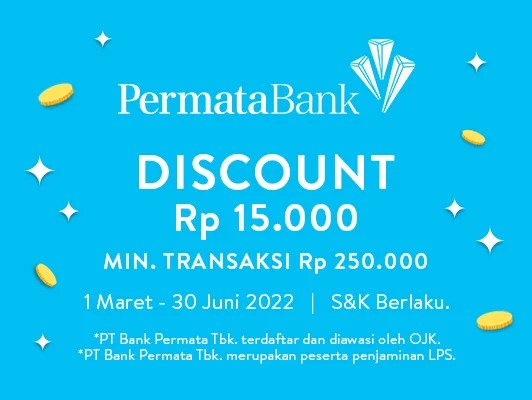 PermataBank
DISCOUNT
Rp 15.000
MIN. TRANSAKSI Rp 250.000
1 Maret - 30 Juni 2022 | S&K Berlaku.
*PT Bank Permata Tbk. terdaftar dan diawasi oleh OJK.
*PT Bank Permata Tbk. merupakan peserta penjaminan LPS.